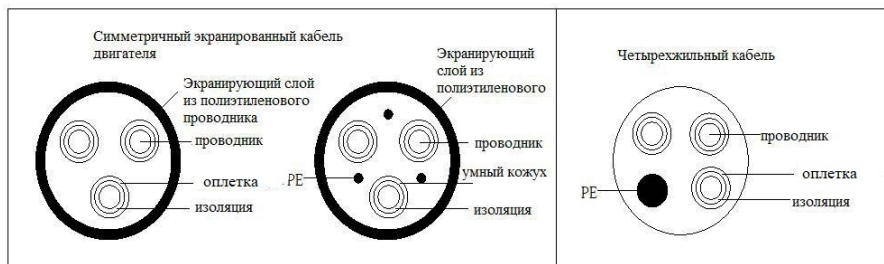 Симметричный экранированный кабель
двигателя
Экранирующий слой
из полиэтиленового
проводника
проводник
оплетка
изоляция
Экранирующий
слой из
полиэтиленового
проводник
PE
умный кожух
изоляция
Четырехжильный кабель
проводник
оплетка
PE
изоляция